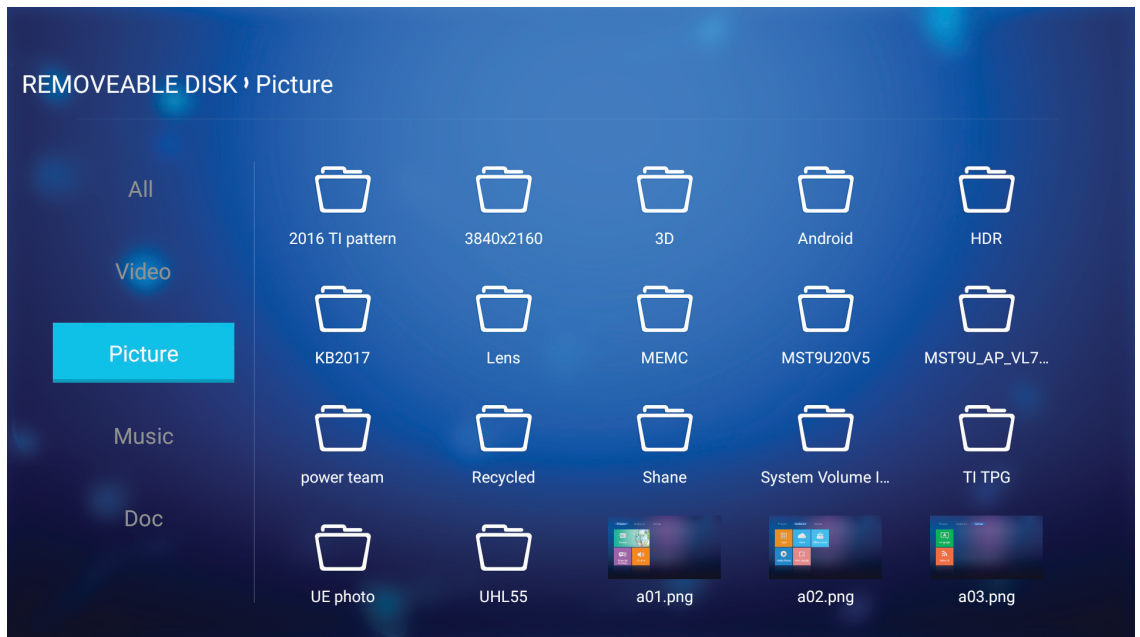 REMOVEABLE DISK › Picture
All
Video
Picture
Music
Doc
2016 TI pattern
3840x2160
3D
Android
HDR
KB2017
Lens
MEMC
MST9U20V5
MST9U_AP_VL7...
power team
Recycled
Shane
System Volume I...
TI TPG
UE photo
UHL55
a01.png
a02.png
a03.png